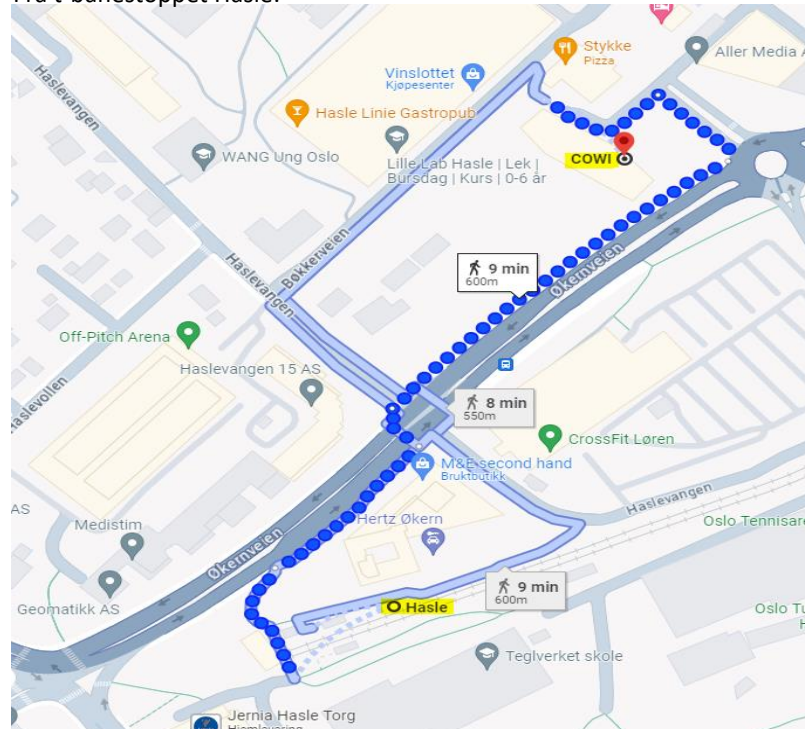 Fra t-banestoppet Hasle:
Stykke
Pizza
Aller Media A
Vinslottet
Kjøpesenter
Hasle Linie Gastropub
Haslevangen
WANG Ung Oslo
Lille Lab Hasle | Lek |
Bursdag | Kurs | 0-6 år
COWI
Bøkkerveien
Haslevangen
9 min
600m
Økernveien
Off-Pitch Arena
Haslevangen 15 AS
Haslevollen
8 min
550m
CrossFit Løren
M&E second hand
Bruktbutikk
Haslevangen
AS
Medistim
Hertz Økern
Oslo Tennisare
Økernveien
Geomatikk AS
Hasle
9 min
600m
Oslo Tu
H
Teglverket skole
Jernia Hasle Torg
Hjemlevering